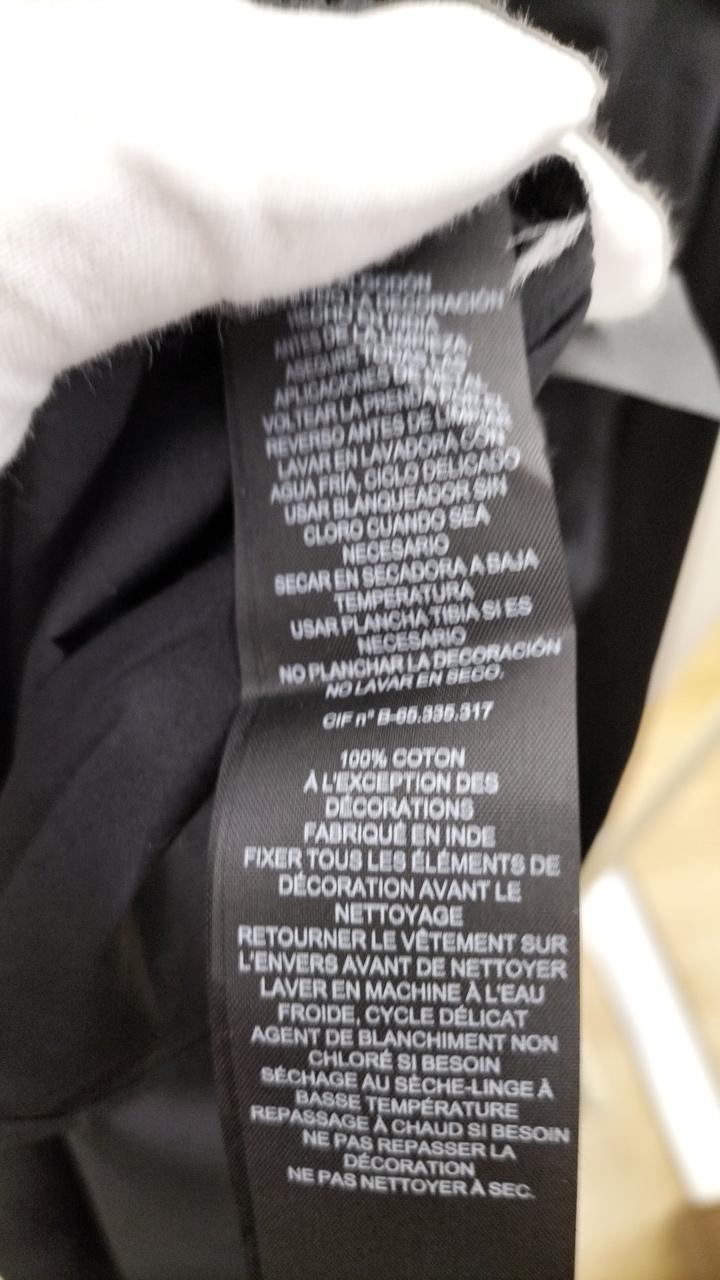 LA DECORACIÓN
ANTES DE
APLICACIONES
VOLTEAR LA
REVERSO ANTES DE
LAVAR EN LAVADORA CON
AGUA FRÍA, CICLO DELICADO
USAR BLANQUEADOR SIN
CLORO CUANDO SEA
NECESARIO
SECAR EN SECADORA A BAJA
TEMPERATURA
USAR PLANCHA TIBIA SI ES
NECESARIO
NO PLANCHAR LA DECORACIÓN
NO LAVAR EN SECO.
CIF nº B-65.335.317
100% COTON
À L'EXCEPTION DES
DÉCORATIONS
FABRIQUÉ EN INDE
FIXER TOUS LES ÉLÉMENTS DE
DÉCORATION AVANT LE
NETTOYAGE
RETOURNER LE VÊTEMENT SUR
L'ENVERS AVANT DE NETTOYER
LAVER EN MACHINE À L'EAU
FROIDE, CYCLE DÉLICAT
AGENT DE BLANCHIMENT NON
CHLORÉ SI BESOIN
SÉCHAGE AU SÈCHE-LINGE À
BASSE TEMPÉRATURE
REPASSAGE À CHAUD SI BESOIN
NE PAS REPASSER LA
DÉCORATION
NE PAS NETTOYER À SEC.